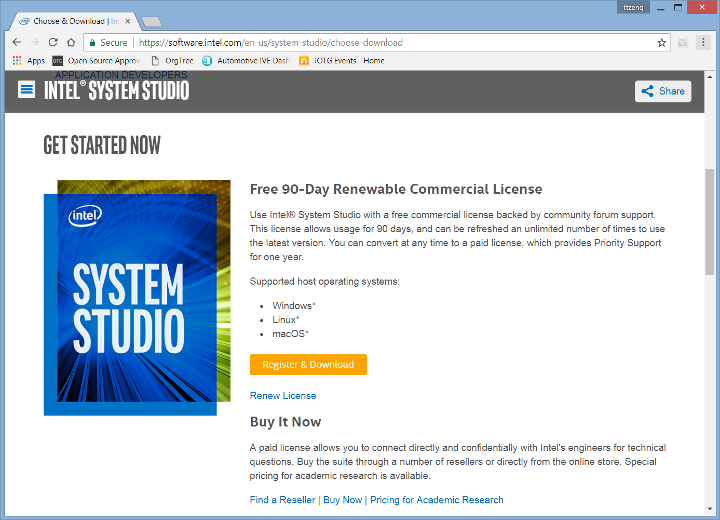 ttzeng
Choose & Download | Int
Secure | https://software.intel.com/en-us/system-studio/choose-download
Apps OTC Open Source Approv OrgTree Automotive IVE Dash IOTG Events - Home
APPLICATION DEVELOPERS
INTEL® SYSTEM STUDIO
Share
GET STARTED NOW
intel
SYSTEM
STUDIO
Free 90-Day Renewable Commercial License
Use Intel® System Studio with a free commercial license backed by community forum support.
This license allows usage for 90 days, and can be refreshed an unlimited number of times to use
the latest version. You can convert at any time to a paid license, which provides Priority Support
for one year.
Supported host operating systems:
Windows*
Linux*
macOS*
Register & Download
Renew License
Buy It Now
A paid license allows you to connect directly and confidentially with Intel's engineers for technical
questions. Buy the suite through a number of resellers or directly from the online store. Special
pricing for academic research is available.
Find a Reseller | Buy Now | Pricing for Academic Research